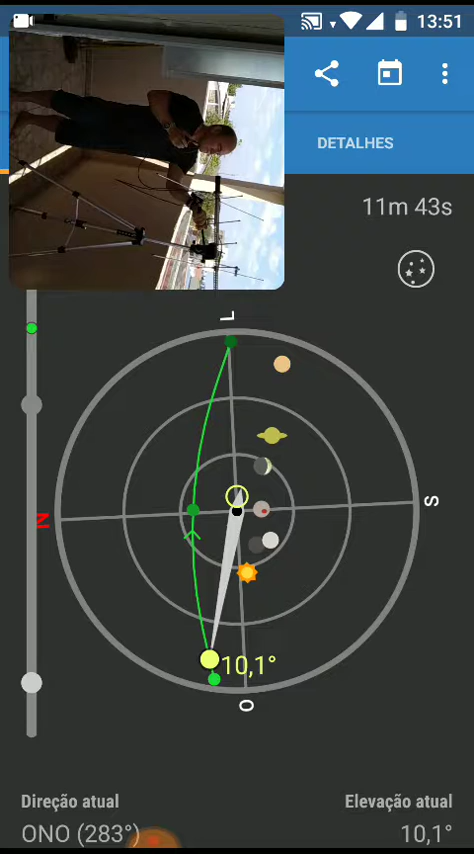 13:51
DETALHES
11m 43s
L
N
S
10,1°
O
Direção atual
Elevação atual
ONO (283°)
10,1°